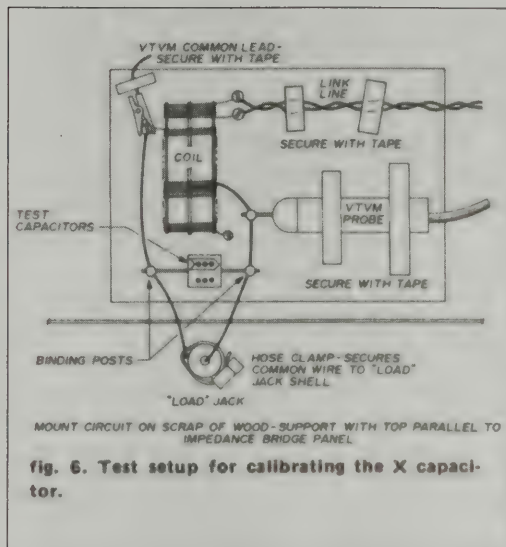 VTVM COMMON LEAD-
SECURE WITH TAPE
LINK
LINE
SECURE WITH TAPE
COIL
TEST
CAPACITORS
VTVM
PROBE
SECURE WITH TAPE
BINDING POSTS
HOSE CLAMP-SECURES
COMMON WIRE TO "LOAD"
JACK SHELL
"LOAD" JACK
MOUNT CIRCUIT ON SCRAP OF WOOD-SUPPORT WITH TOP PARALLEL TO
IMPEDANCE BRIDGE PANEL
fig. 6. Test setup for calibrating the X capaci-
tor.